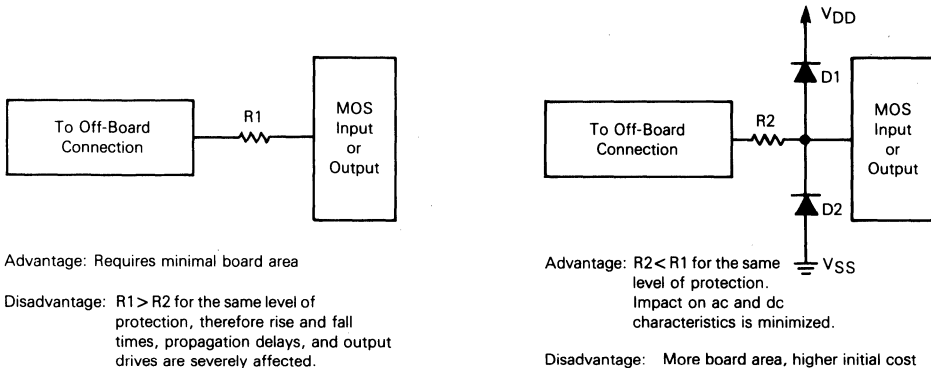 To Off-Board
Connection
R1
MOS
Input
or
Output
Advantage: Requires minimal board area
Disadvantage: R1 > R2 for the same level of
protection, therefore rise and fall
times, propagation delays, and output
drives are severely affected.
VDD
D1
To Off-Board
Connection
R2
MOS
Input
or
Output
D2
VSS
Advantage: R2 < R1 for the same
level of protection.
Impact on ac and dc
characteristics is minimized.
Disadvantage: More board area, higher initial cost